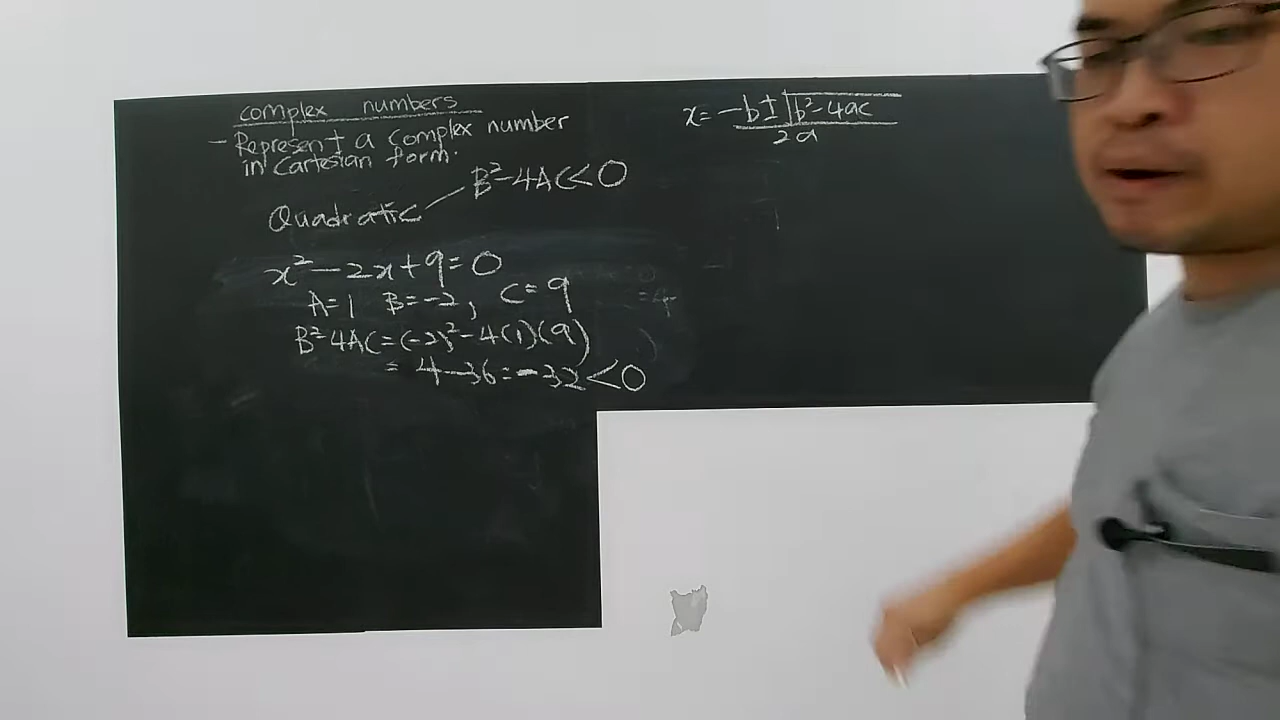 complex numbers
- Represent a complex number
in Cartesian form.
B²-4AC<0
Quadratic
x²-2x+9=0
A=1 B=-2, C=9
B²-4AC=(-2)²-4(1)(9)
= 4-36=-32<0
x= -b±√b²-4ac
2a